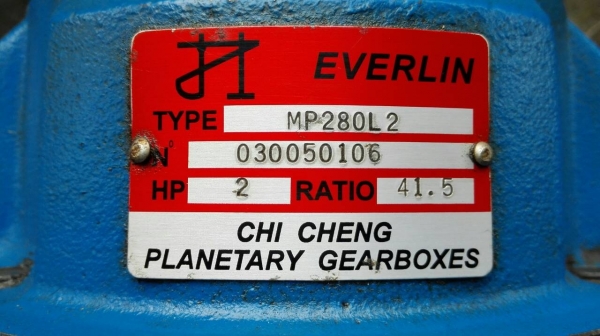 EVERLIN
TYPE MP280L2
N° 030050106
HP 2 RATIO 41.5
CHI CHENG
PLANETARY GEARBOXES